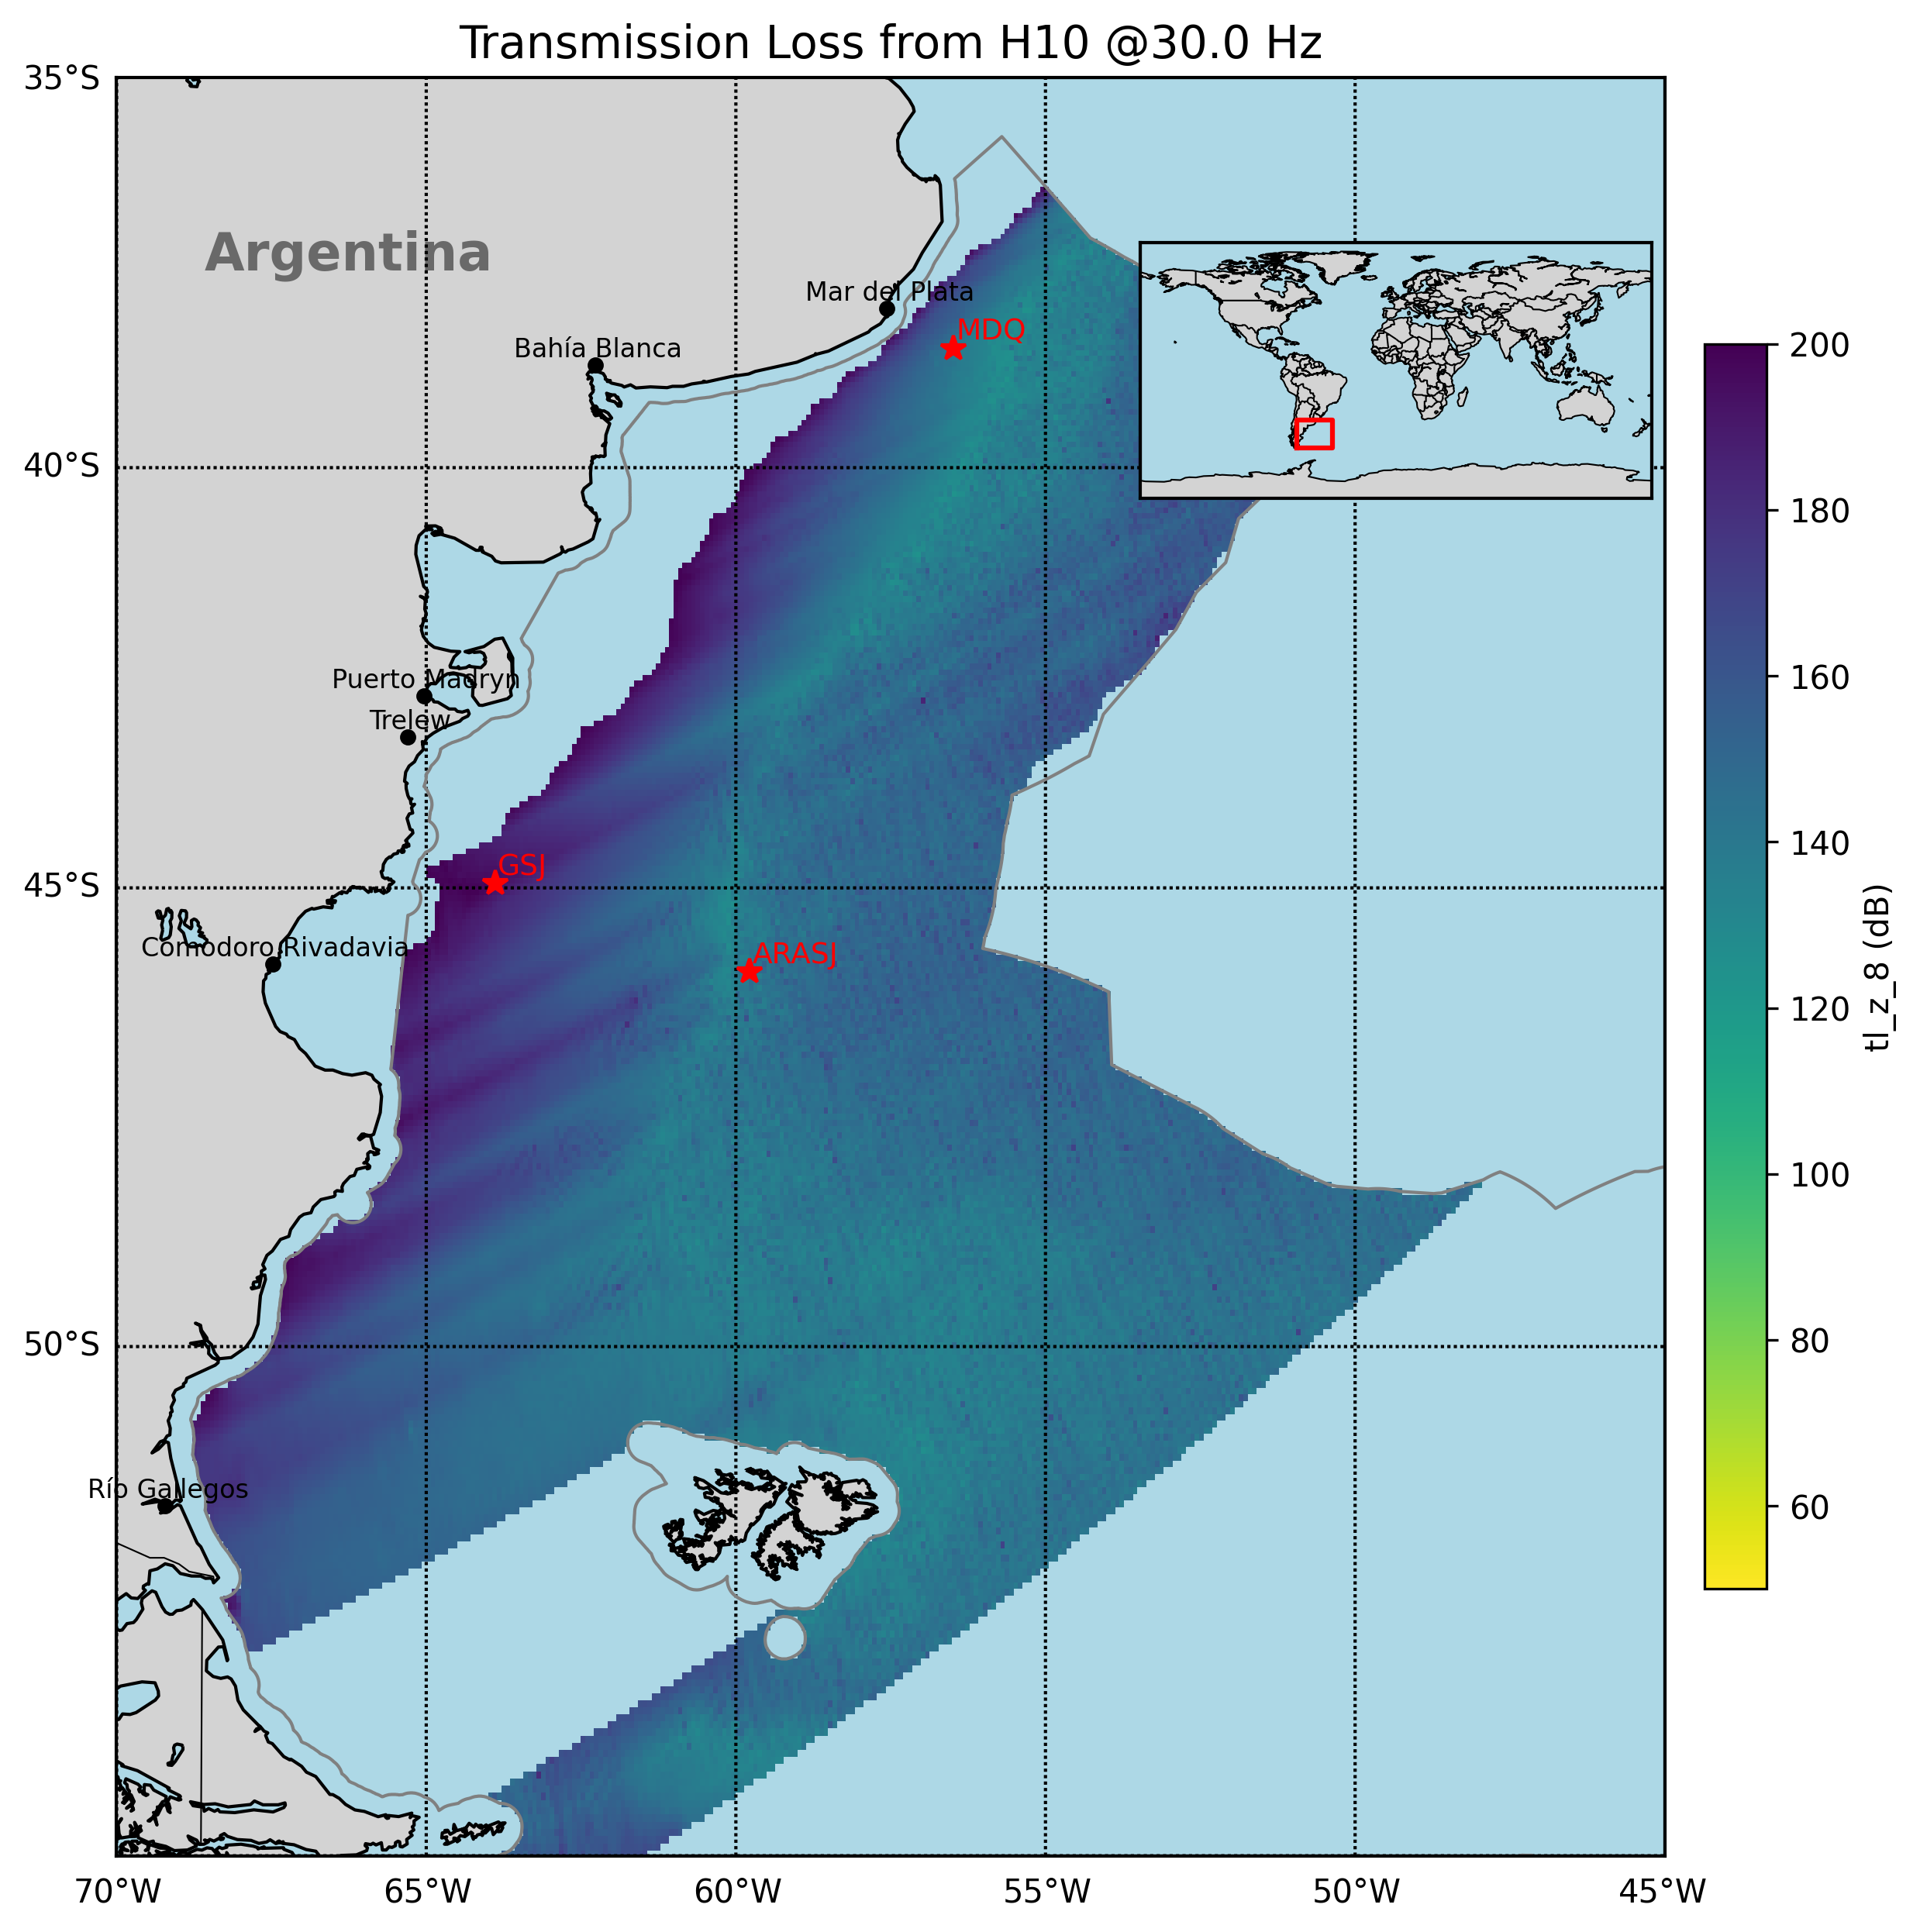 Transmission Loss from H10 @30.0 Hz
35°S
40°S
45°S
50°S
Argentina
Mar del Plata
MDQ
Bahía Blanca
Puerto Madryn
Trelew
GSJ
Comodoro Rivadavia
ARASJ
Río Gallegos
70°W
65°W
60°W
55°W
50°W
45°W
200
180
160
140
120
100
80
60
tl_z_8 (dB)